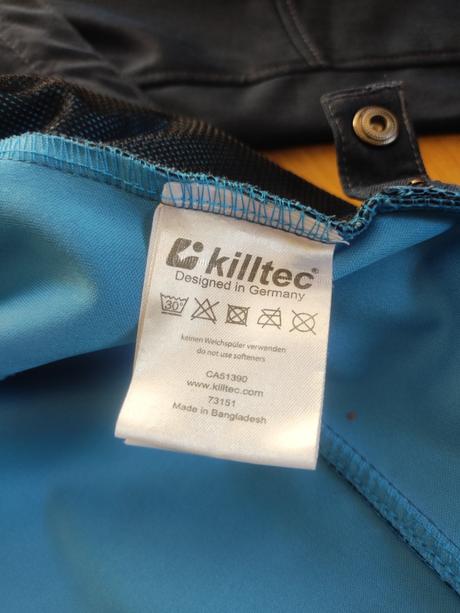 killtec®
Designed in Germany
30°
keinen Weichspüler verwenden
do not use softeners
CA51390
www.killtec.com
73151
Made in Bangladesh